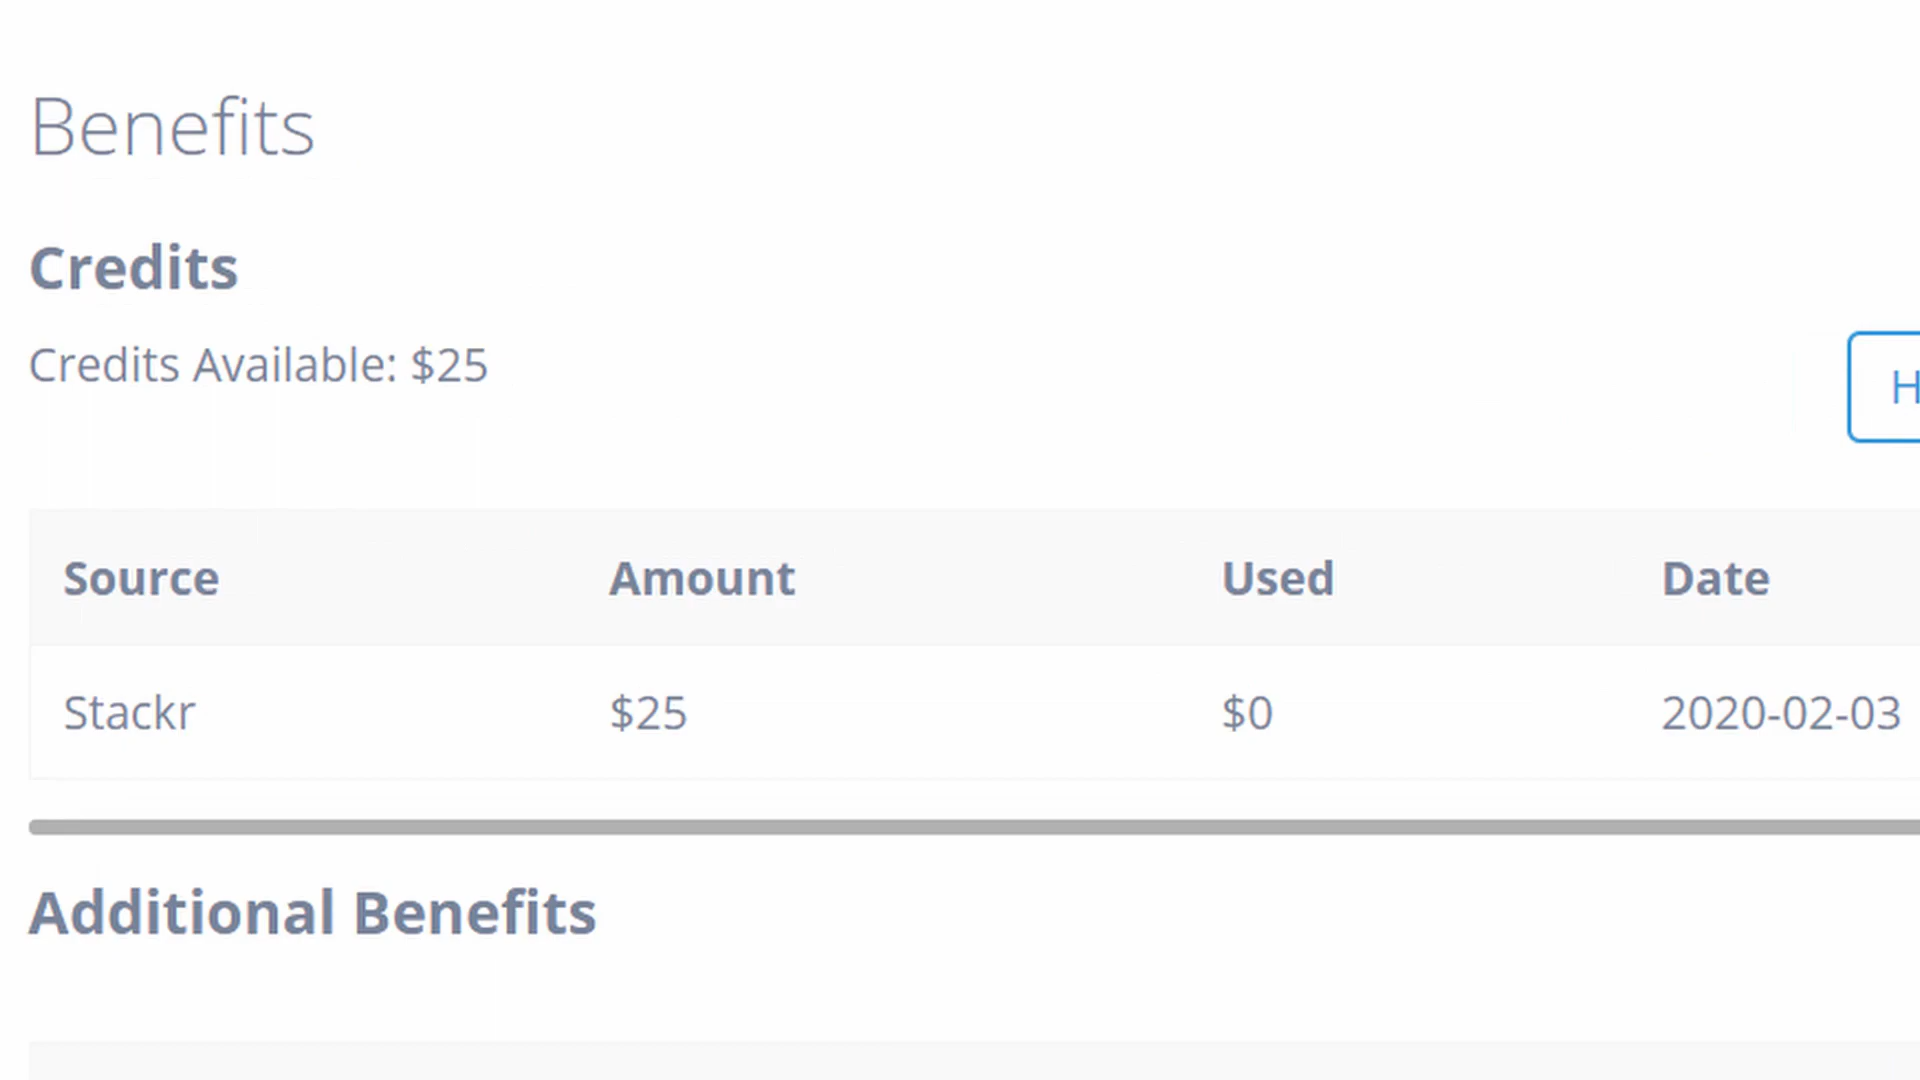 Benefits
Credits
Credits Available: $25
Source Amount Used Date
Stackr $25 $0 2020-02-03
Additional Benefits